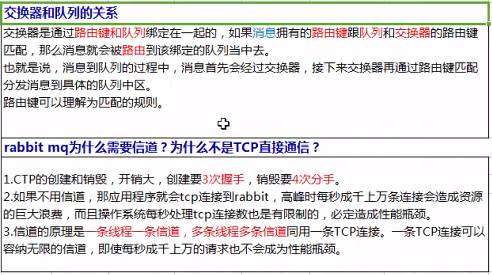 交换器和队列的关系
交换器是通过路由键和队列绑定在一起的，如果消息拥有的路由键跟队列和交换器的路由键
匹配，那么消息就会被路由到该绑定的队列当中去。
也就是说，消息到队列的过程中，消息首先会经过交换器，接下来交换器再通过路由键匹配
分发消息到具体的队列中区。
路由键可以理解为匹配的规则。
rabbit mq为什么需要信道？为什么不是TCP直接通信？
1.CTP的创建和销毁，开销大，创建要3次握手，销毁要4次分手。
2.如果不用信道，那应用程序就会tcp连接到rabbit，高峰时每秒成千上万条连接会造成资源
的巨大浪费，而且操作系统每秒处理tcp连接数也是有限制的，必定造成性能瓶颈。
3.信道的原理是一条线程一条信道，多条线程多条信道同用一条TCP连接。一条TCP连接可以
容纳无限的信道，即使每秒成千上万的请求也不会成为性能瓶颈。